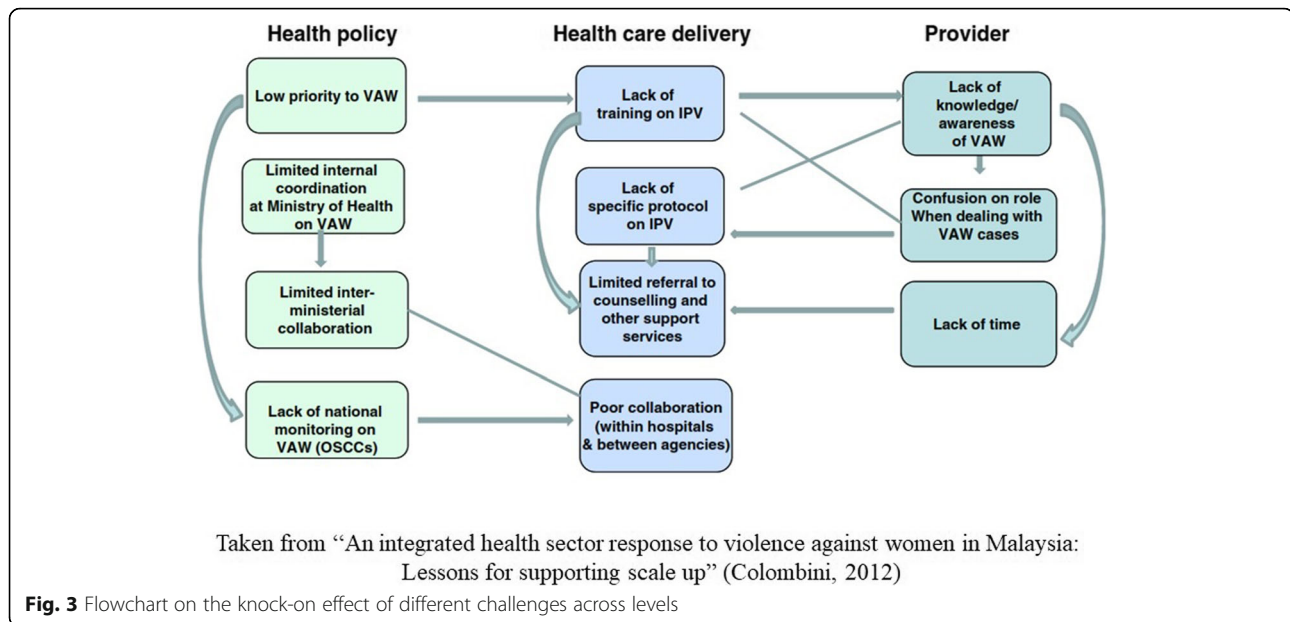 Health policy
Health care delivery
Provider
Low priority to VAW
Limited internal
coordination
at Ministry of Health
on VAW
Limited inter-
ministerial
collaboration
Lack of national
monitoring on
VAW (OSCCs)
Lack of
training on IPV
Lack of
specific protocol
on IPV
Limited referral to
counselling and
other support
services
Poor collaboration
(within hospitals
& between agencies)
Lack of
knowledge/
awareness
of VAW
Confusion on role
When dealing with
VAW cases
Lack of time
Taken from “An integrated health sector response to violence against women in Malaysia:
Lessons for supporting scale up” (Colombini, 2012)
Fig. 3 Flowchart on the knock-on effect of different challenges across levels